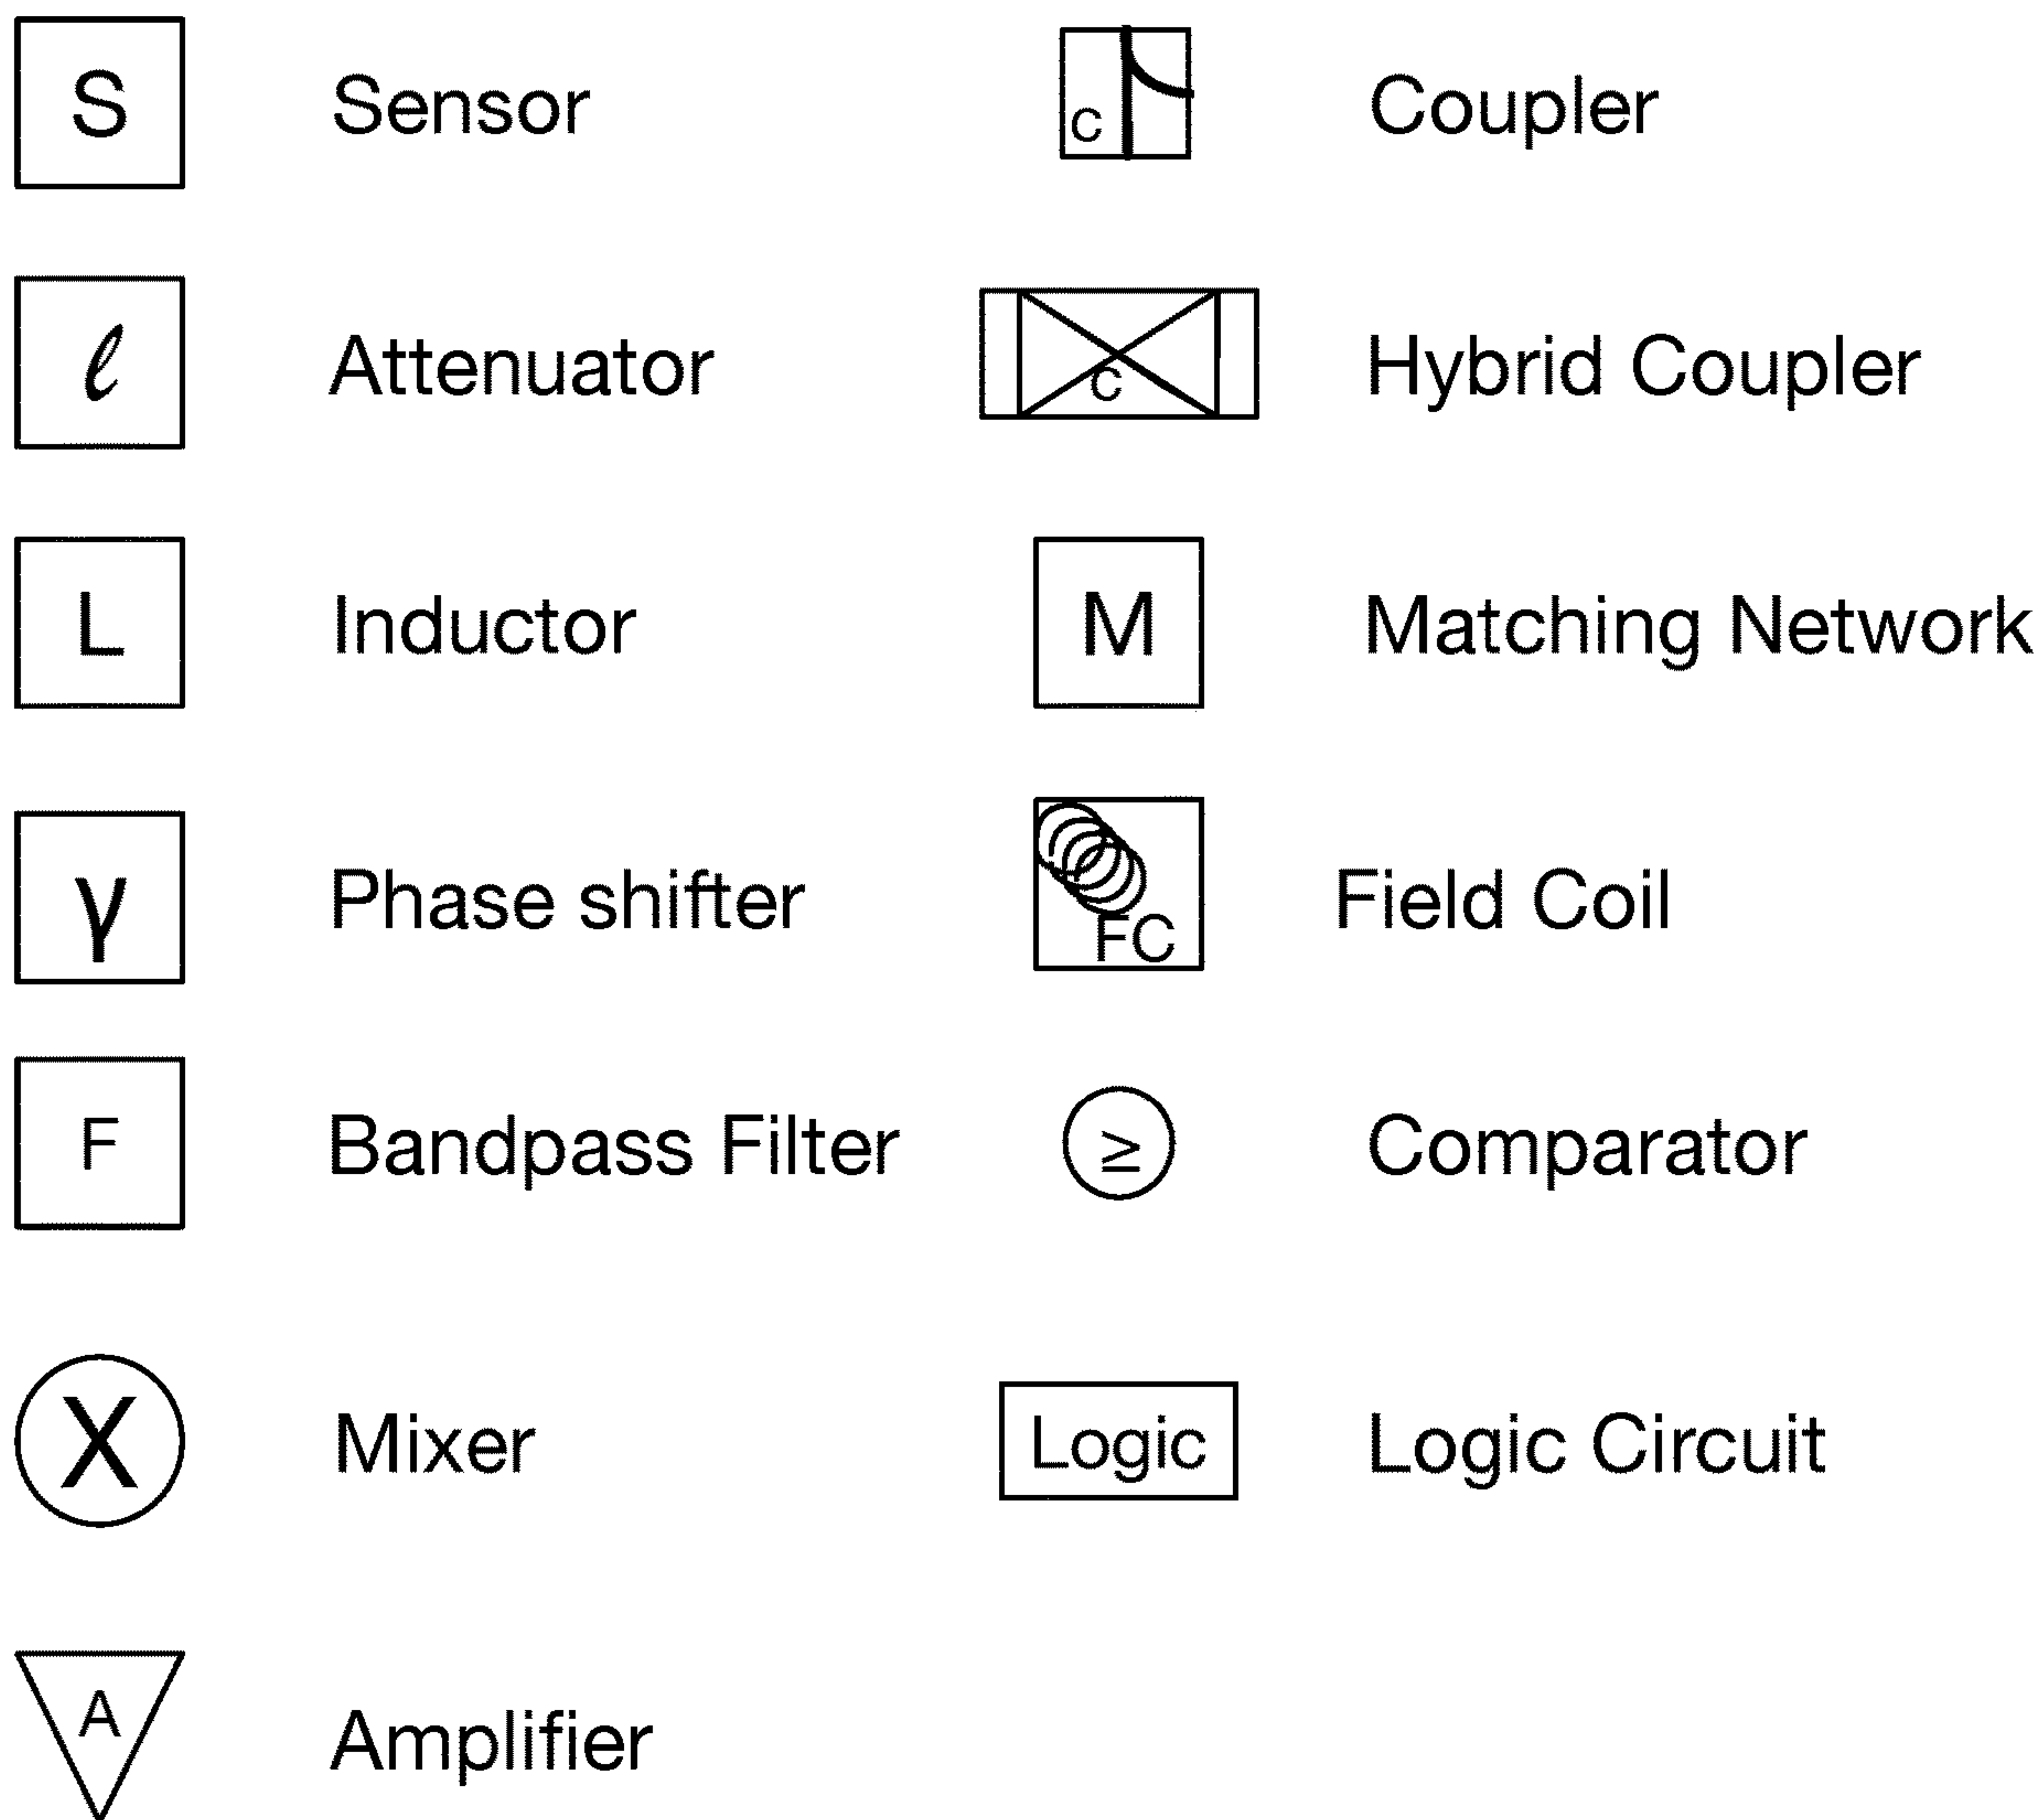 S Sensor
C Coupler
ℓ Attenuator
C Hybrid Coupler
L Inductor
M Matching Network
γ Phase shifter
FC Field Coil
F Bandpass Filter
≥ Comparator
X Mixer
Logic Logic Circuit
A Amplifier